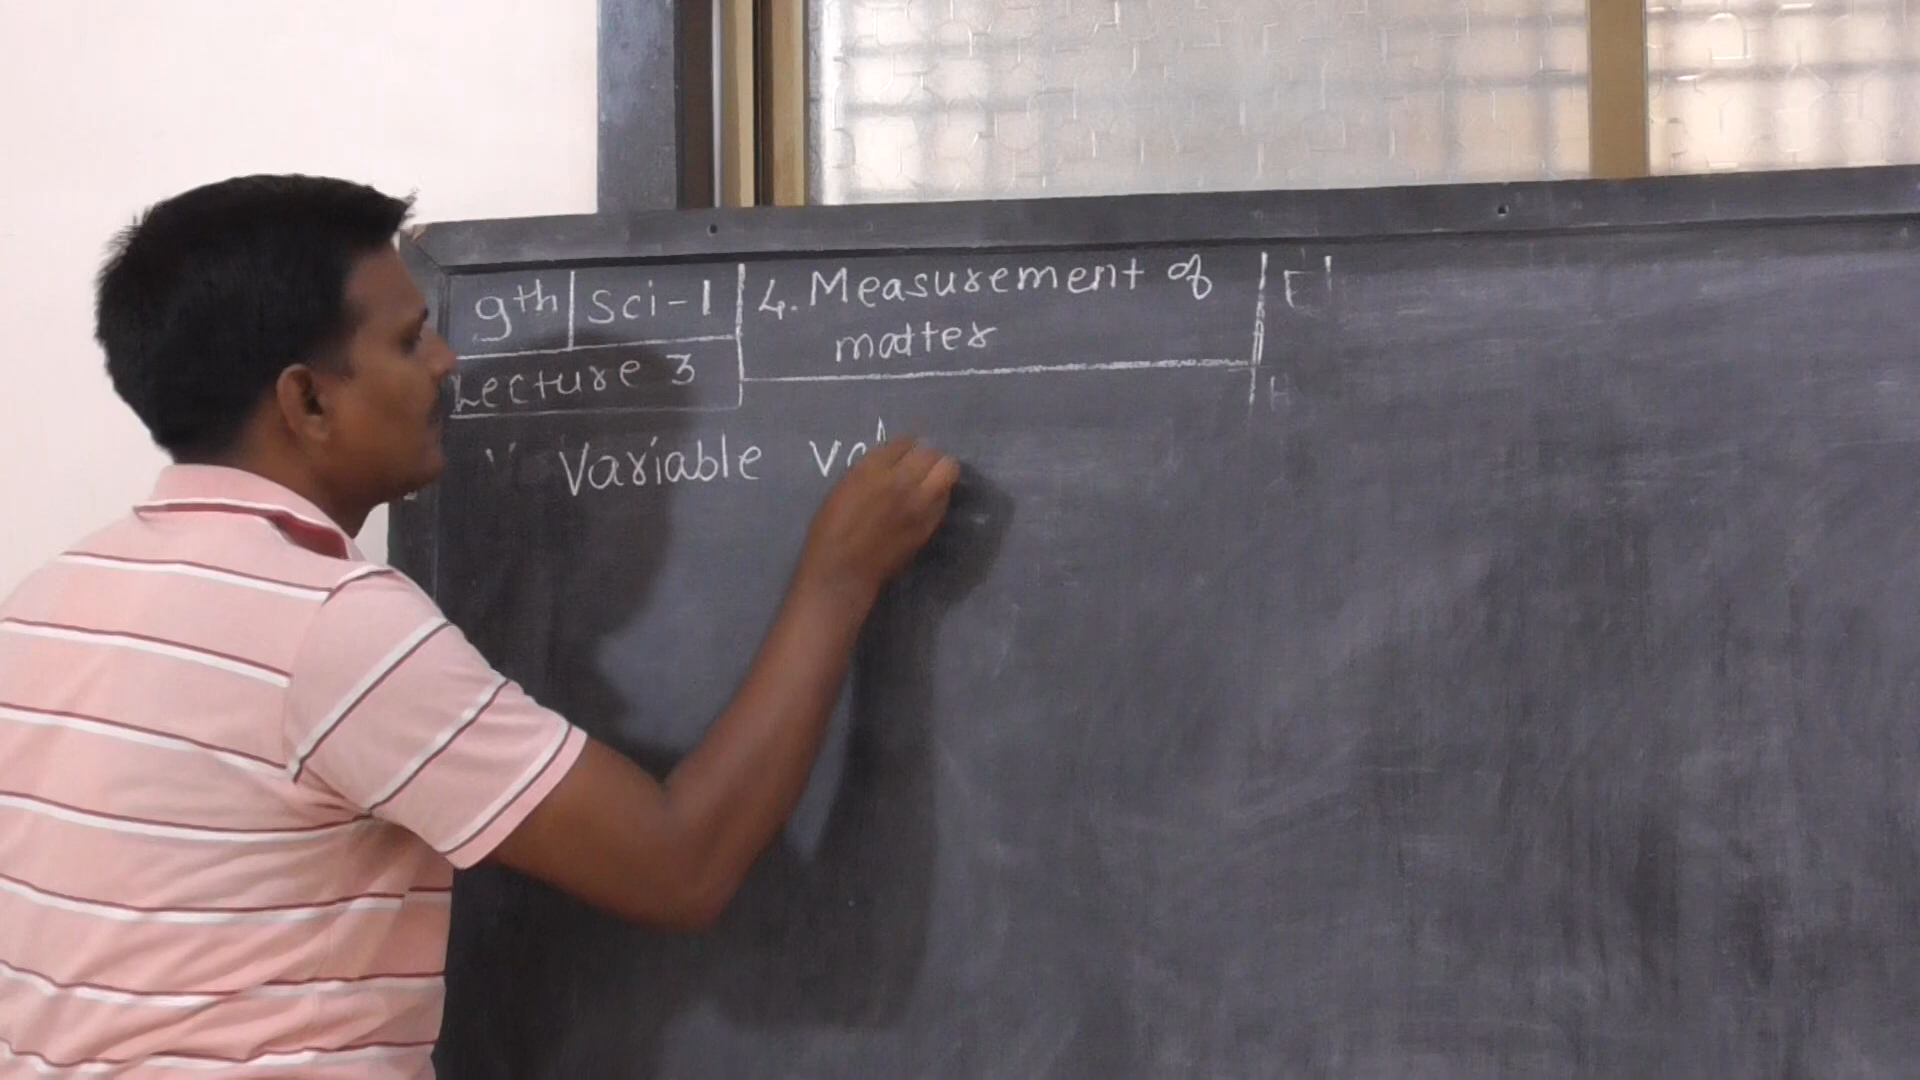 9th Sci-1 4. Measurement of
matter
Lecture 3
Variable